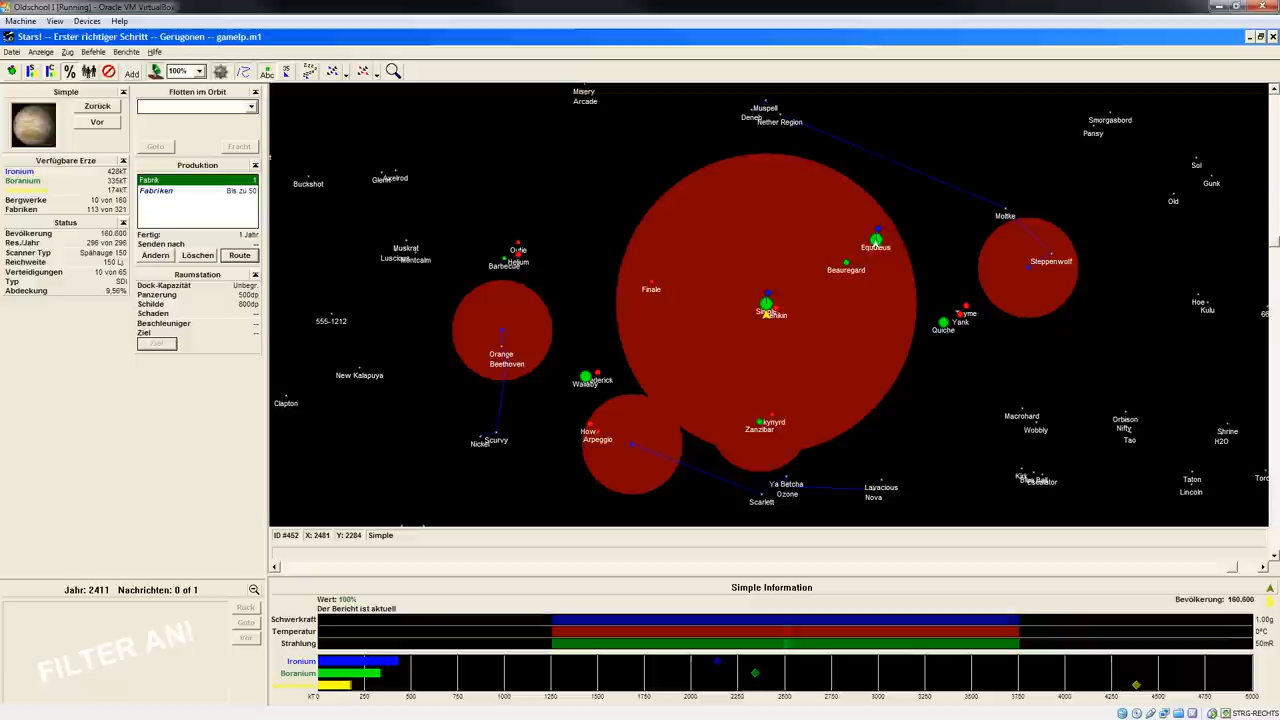 Oldschool I [Running] - Oracle VM VirtualBox
Machine View Devices Help
Stars! -- Erster richtiger Schritt -- Gerugonen -- gamelp.m1
Datei Anzeige Zug Befehle Berichte Hilfe
Add 100% Abc 35
Simple
Zurück
Vor
Verfügbare Erze
Ironium 428kT
Boranium 335kT
174kT
Bergwerke 10 von 160
Fabriken 113 von 321
Status
Bevölkerung 160.600
Res./Jahr 296 von 296
Scanner Typ Spähauge 150
Reichweite 150 Lj.
Verteidigungen 10 von 65
Typ SDI
Abdeckung 9,56%
Flotten im Orbit
Goto Fracht
Produktion
Fabrik 1
Fabriken Bis zu 50
Fertig: 1 Jahr.
Senden nach --
Ändern Löschen Route
Raumstation
Dock-Kapazität Unbegr.
Panzerung 500dp
Schilde 800dp
Schaden --
Beschleuniger --
Ziel --
Ziel
Misery
Arcade
Muspell
Deneb
Nether Region
Smorgasbord
Pansy
Sol
Gunk
Old
Buckshot
Axelrod
Moltke
Equuleus
Muskrat
Montcalm
Helium
Barbecue
Beauregard
Steppenwolf
Finale
Hoe
Kulu
555-1212
Yank
Quiche
Orange
Beethoven
New Kalapuya
Wallaby
Clapton
Macrohard
Wobbly
Orbison
Nifty
Tao
Shrine
H2O
Zanzibar
How
Arpeggio
Nickel
Scurvy
Ya Betcha
Ozone
Scarlett
Nova
Taton
Lincoln
ID #452 X: 2481 Y: 2284 Simple
Jahr: 2411 Nachrichten: 0 of 1
Rück
Goto
Vor
FILTER AN!
Simple Information
Wert: 100% Bevölkerung: 160.600
Der Bericht ist aktuell
Schwerkraft 1.00g
Temperatur 0°C
Strahlung 50mR
Ironium
Boranium
kT 0 250 500 750 1000 1250 1500 1750 2000 2250 2500 2750 3000 3250 3500 3750 4000 4250 4500 4750 5000
STRG-RECHTS